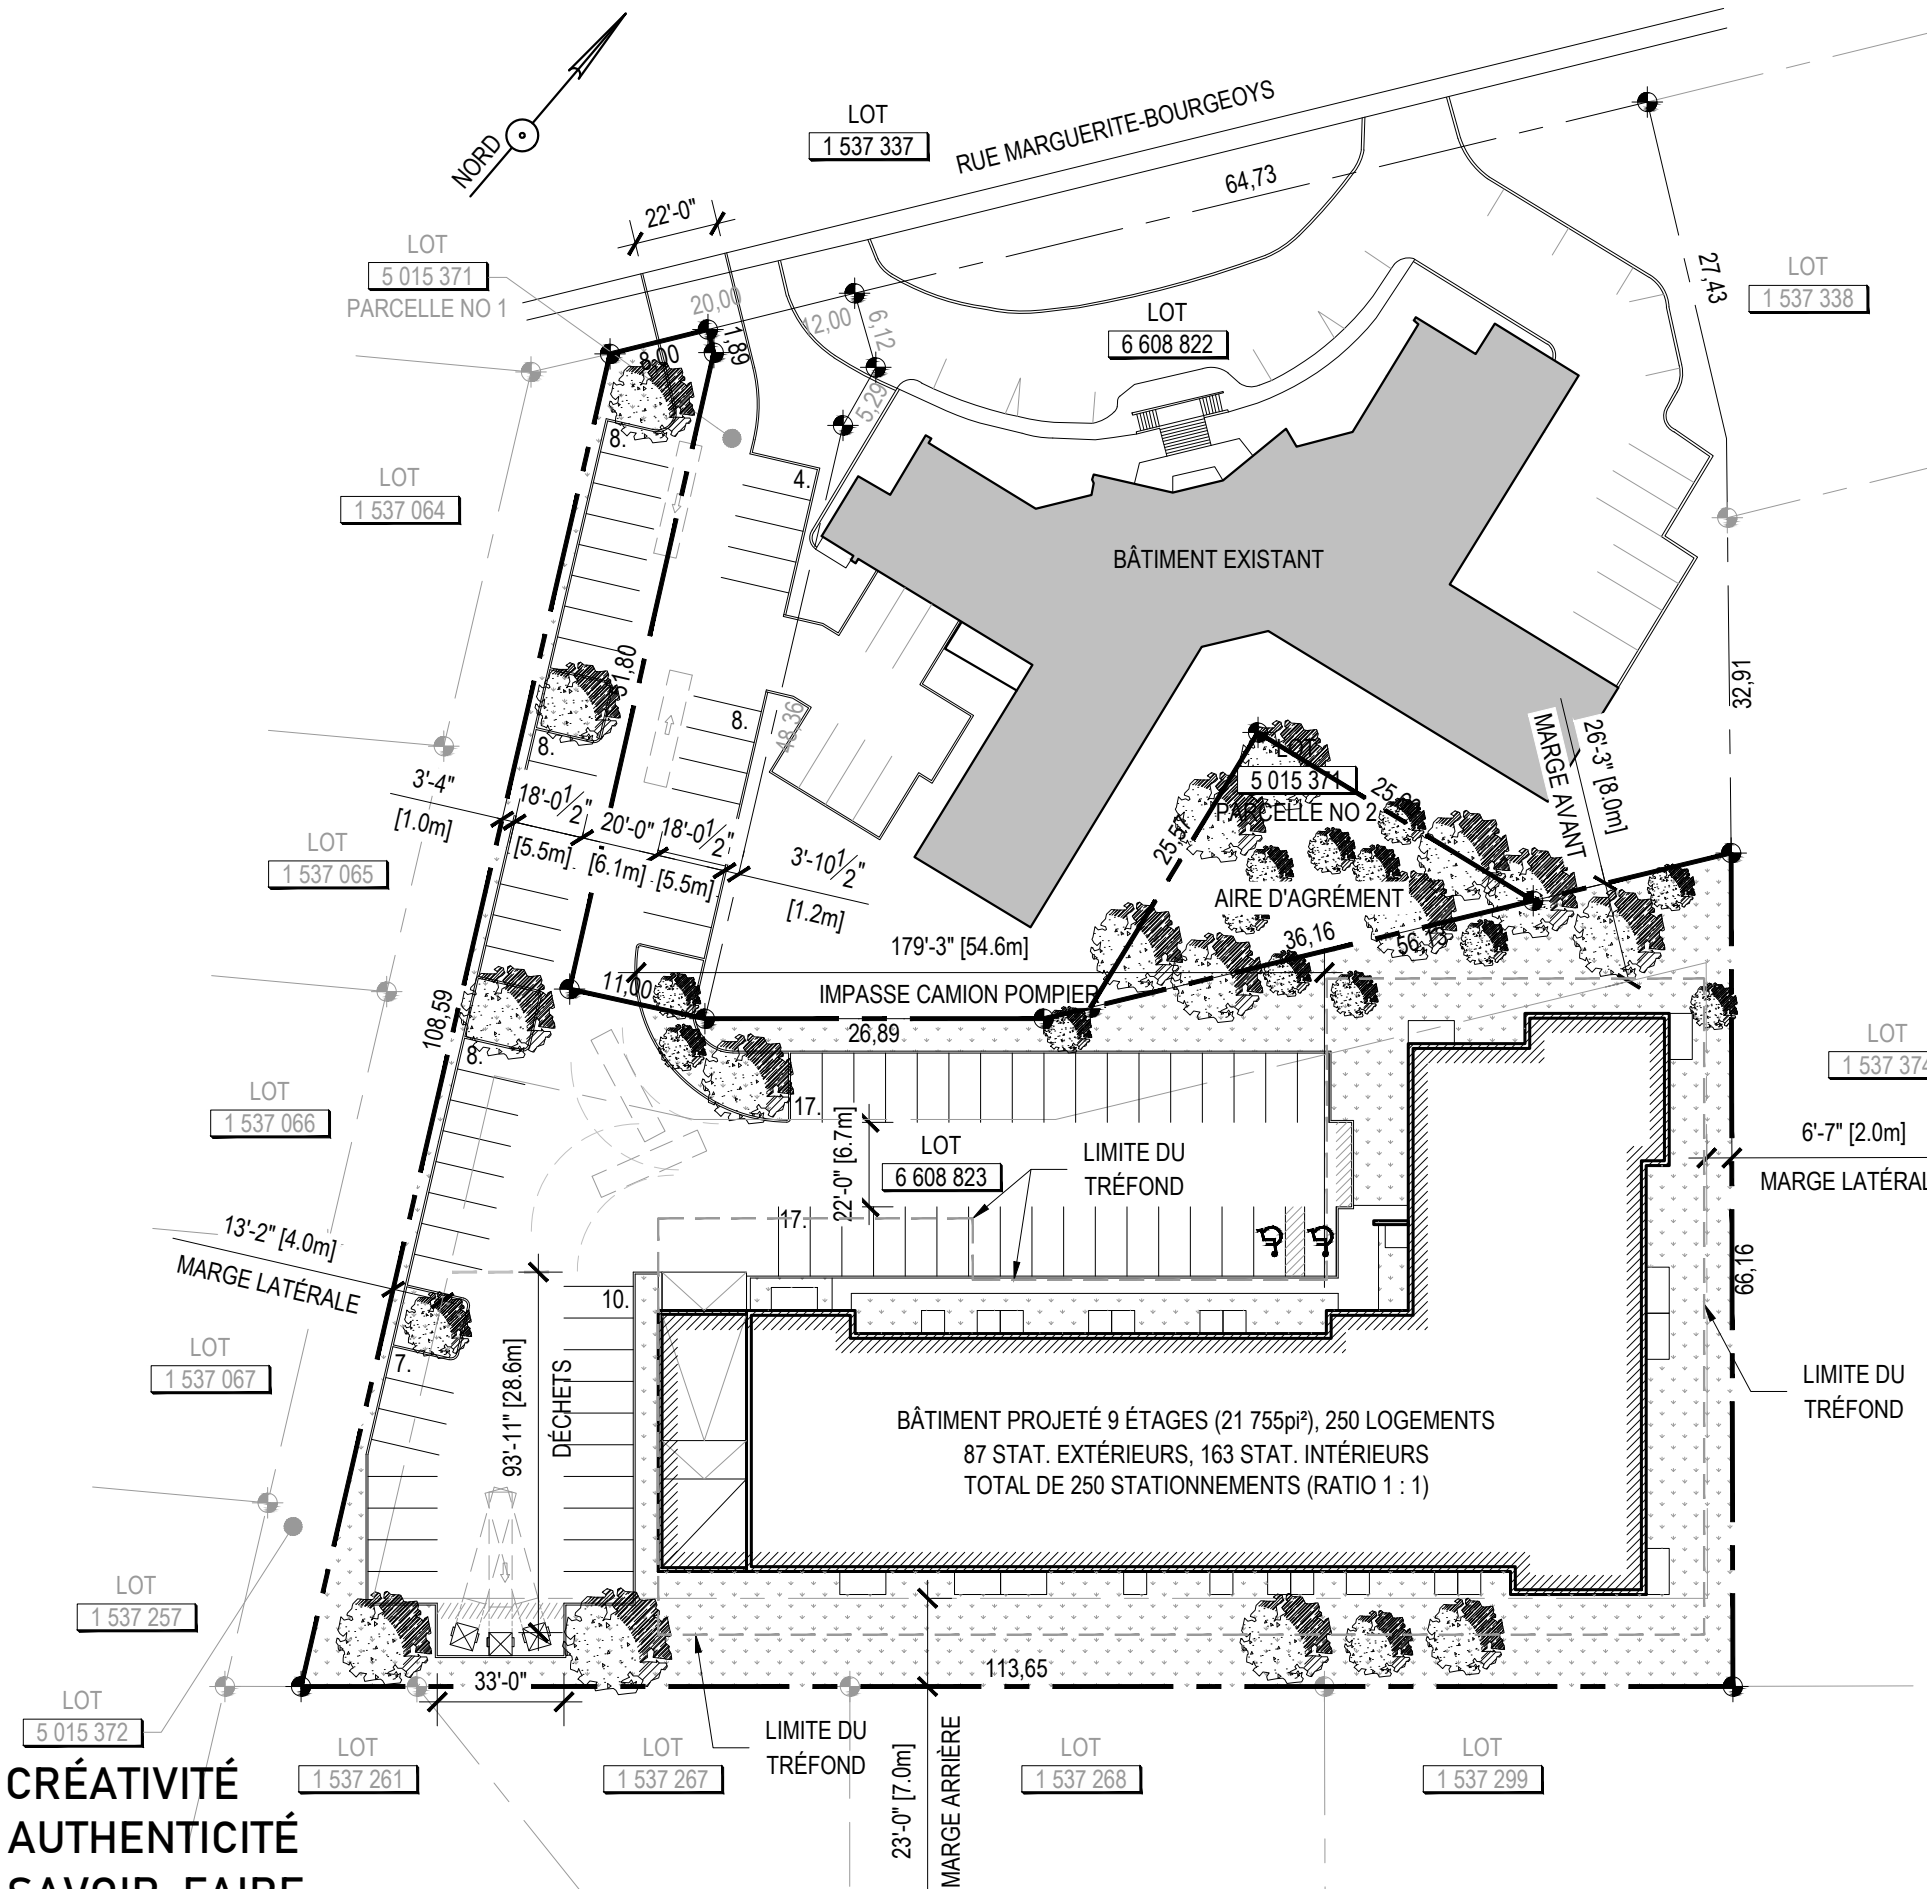 NORD
LOT
1 537 337
RUE MARGUERITE-BOURGEOYS
64,73
22'-0"
LOT
5 015 371
PARCELLE NO 1
20,00
12,00
6,12
1,89
8,00
5,29
27,43
LOT
1 537 338
LOT
6 608 822
8.
4.
LOT
1 537 064
BÂTIMENT EXISTANT
51,80
8.
8.
48,36
32,91
MARGE AVANT
26'-3" [8.0m]
LOT
5 015 371
PARCELLE NO 2
25,57
3'-4"
[1.0m]
18'-0 1/2"
[5.5m]
20'-0"
[6.1m]
18'-0 1/2"
[5.5m]
3'-10 1/2"
[1.2m]
LOT
1 537 065
AIRE D'AGRÉMENT
36,16
56,73
179'-3" [54.6m]
11,00
IMPASSE CAMION POMPIER
26,89
108,59
8.
LOT
1 537 374
LOT
1 537 066
17.
22'-0" [6.7m]
LOT
6 608 823
LIMITE DU
TRÉFOND
6'-7" [2.0m]
MARGE LATÉRAL
17.
13'-2" [4.0m]
MARGE LATÉRALE
66,16
10.
7.
LOT
1 537 067
93'-11" [28.6m]
DÉCHETS
LIMITE DU
TRÉFOND
BÂTIMENT PROJETÉ 9 ÉTAGES (21 755pi²), 250 LOGEMENTS
87 STAT. EXTÉRIEURS, 163 STAT. INTÉRIEURS
TOTAL DE 250 STATIONNEMENTS (RATIO 1 : 1)
LOT
1 537 257
33'-0"
113,65
LOT
5 015 372
LIMITE DU
TRÉFOND
23'-0" [7.0m]
MARGE ARRIÈRE
LOT
1 537 261
LOT
1 537 267
LOT
1 537 268
LOT
1 537 299
CRÉATIVITÉ
AUTHENTICITÉ
SAVOIR-FAIRE